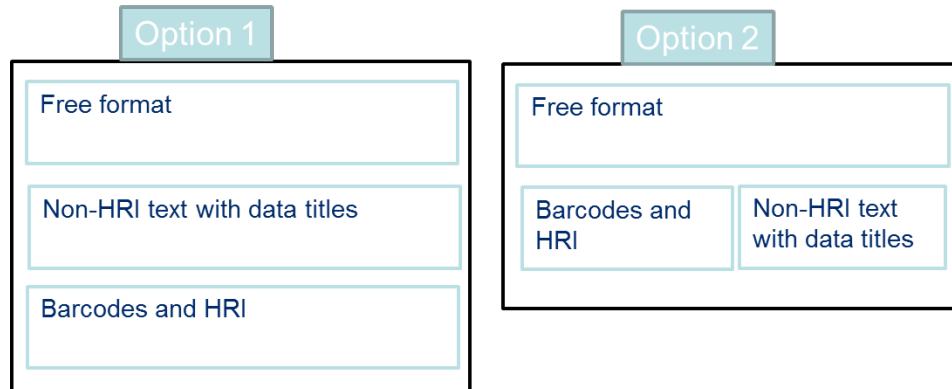 Option 1
Free format
Non-HRI text with data titles
Barcodes and HRI
Option 2
Free format
Barcodes and
HRI
Non-HRI text
with data titles